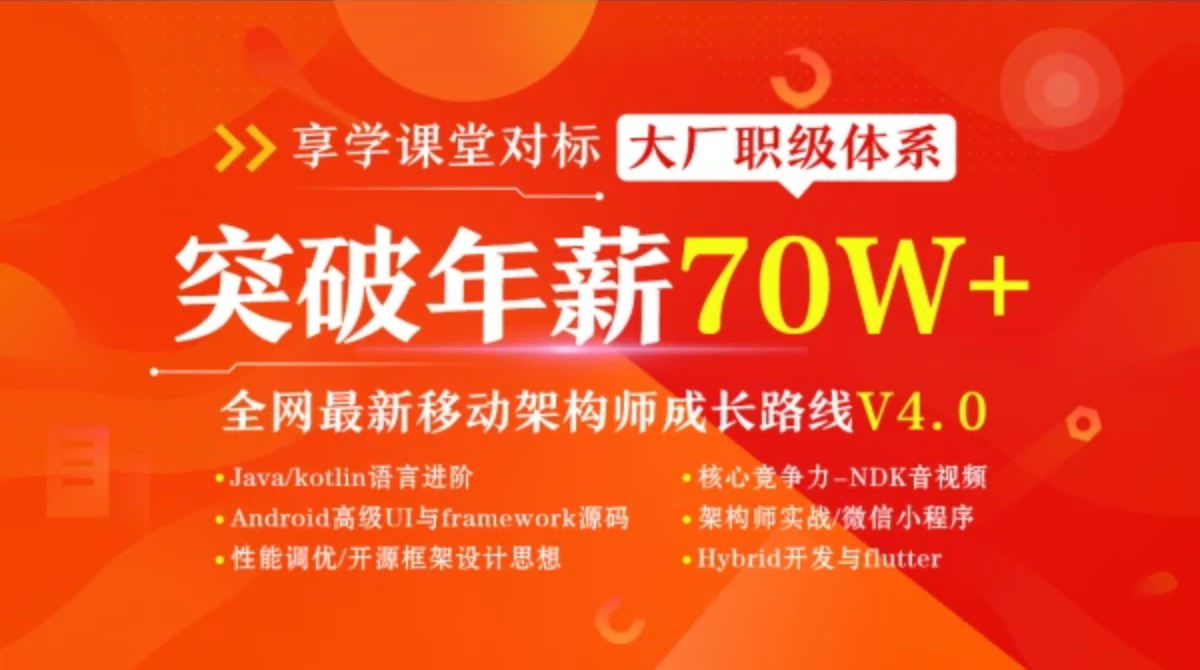 享学课堂对标 大厂职级体系
突破年薪70W+
全网最新移动架构师成长路线V4.0
Java/kotlin语言进阶
Android高级UI与framework源码
性能调优/开源框架设计思想
核心竞争力-NDK音视频
架构师实战/微信小程序
Hybrid开发与flutter